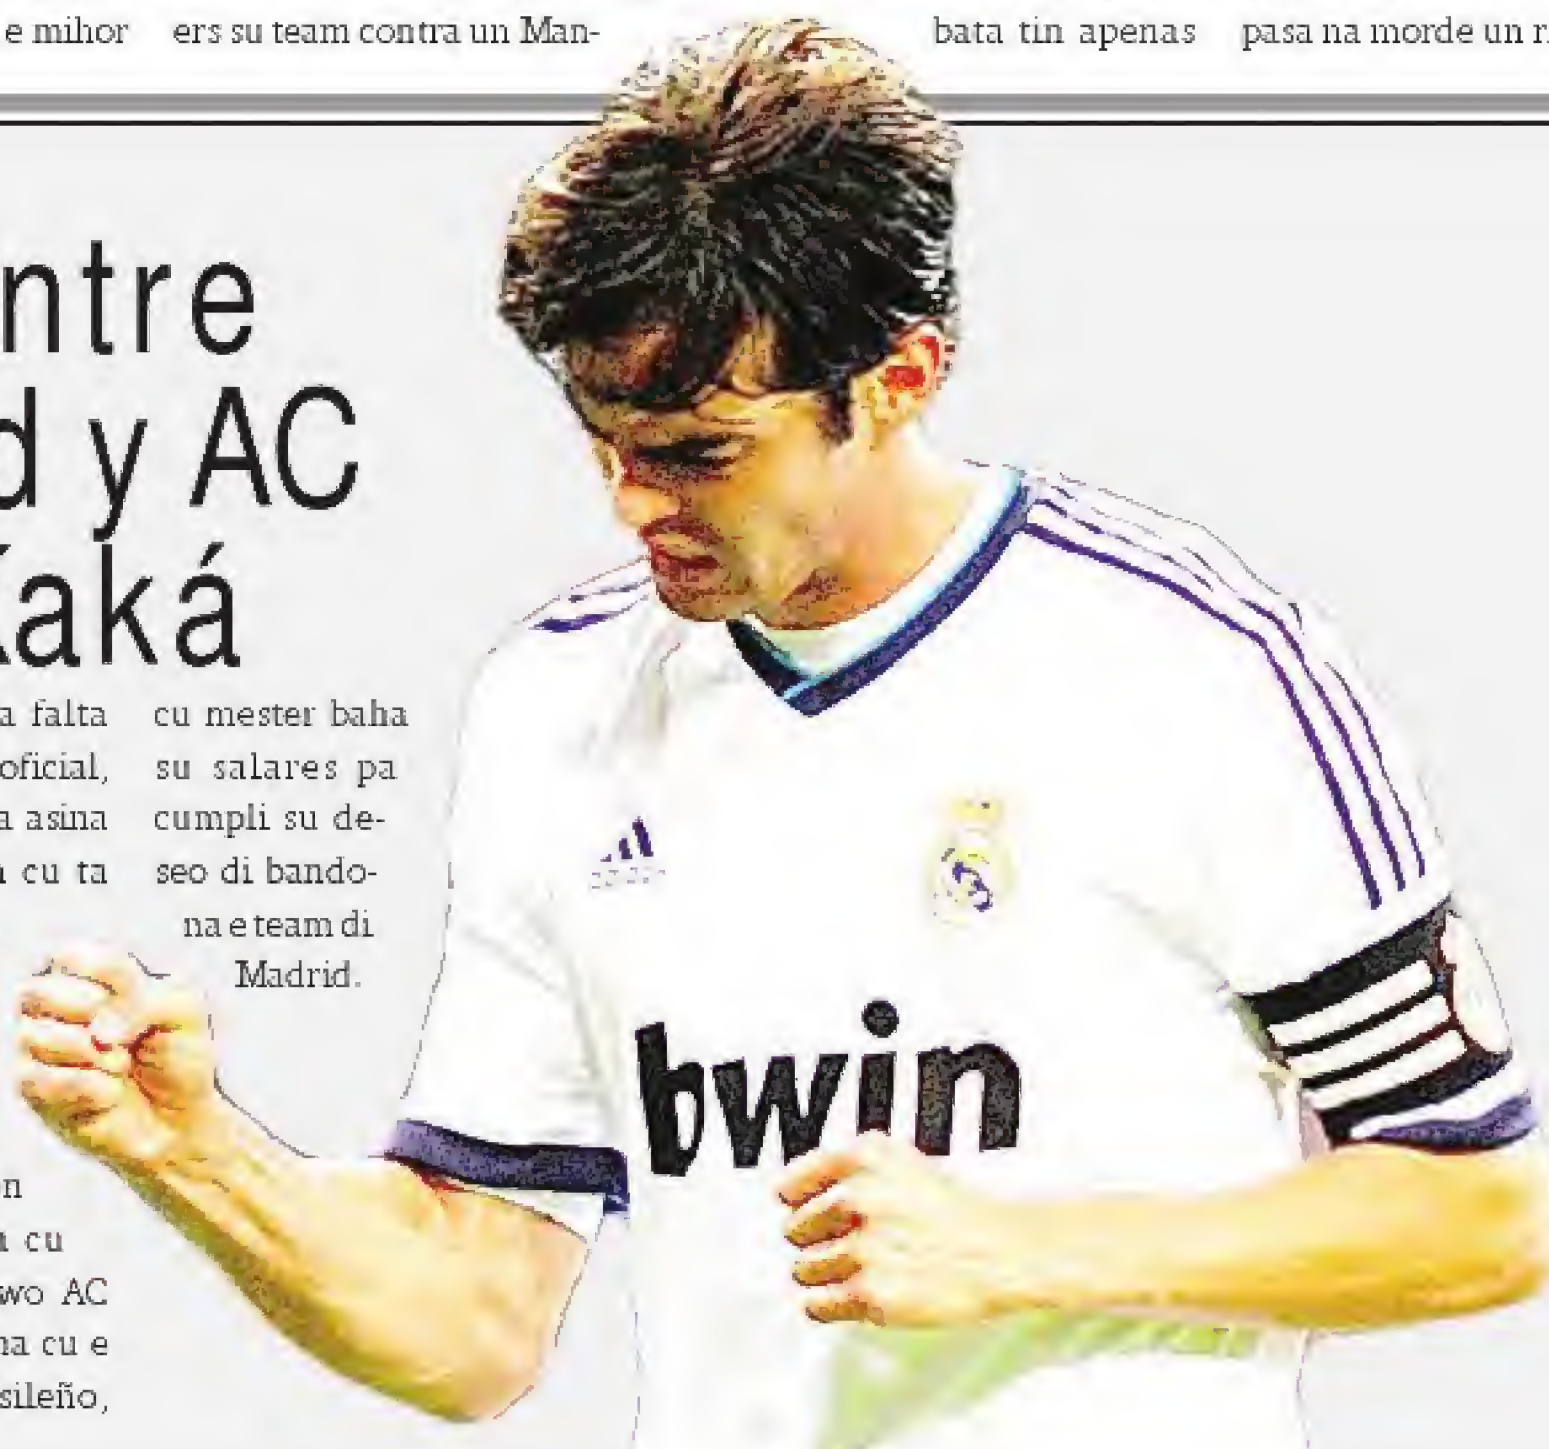 e mihor
ers su team contra un Man-
bata tin apenas
pasa na morde un
ntre
d y AC
Kaká
a falta
oficial,
a asina
cu ta
cu mester baha
su salares pa
cumpli su de-
seo di bando-
na e team di
Madrid.
bwin
on
cu
wo AC
na cu e
sileño,